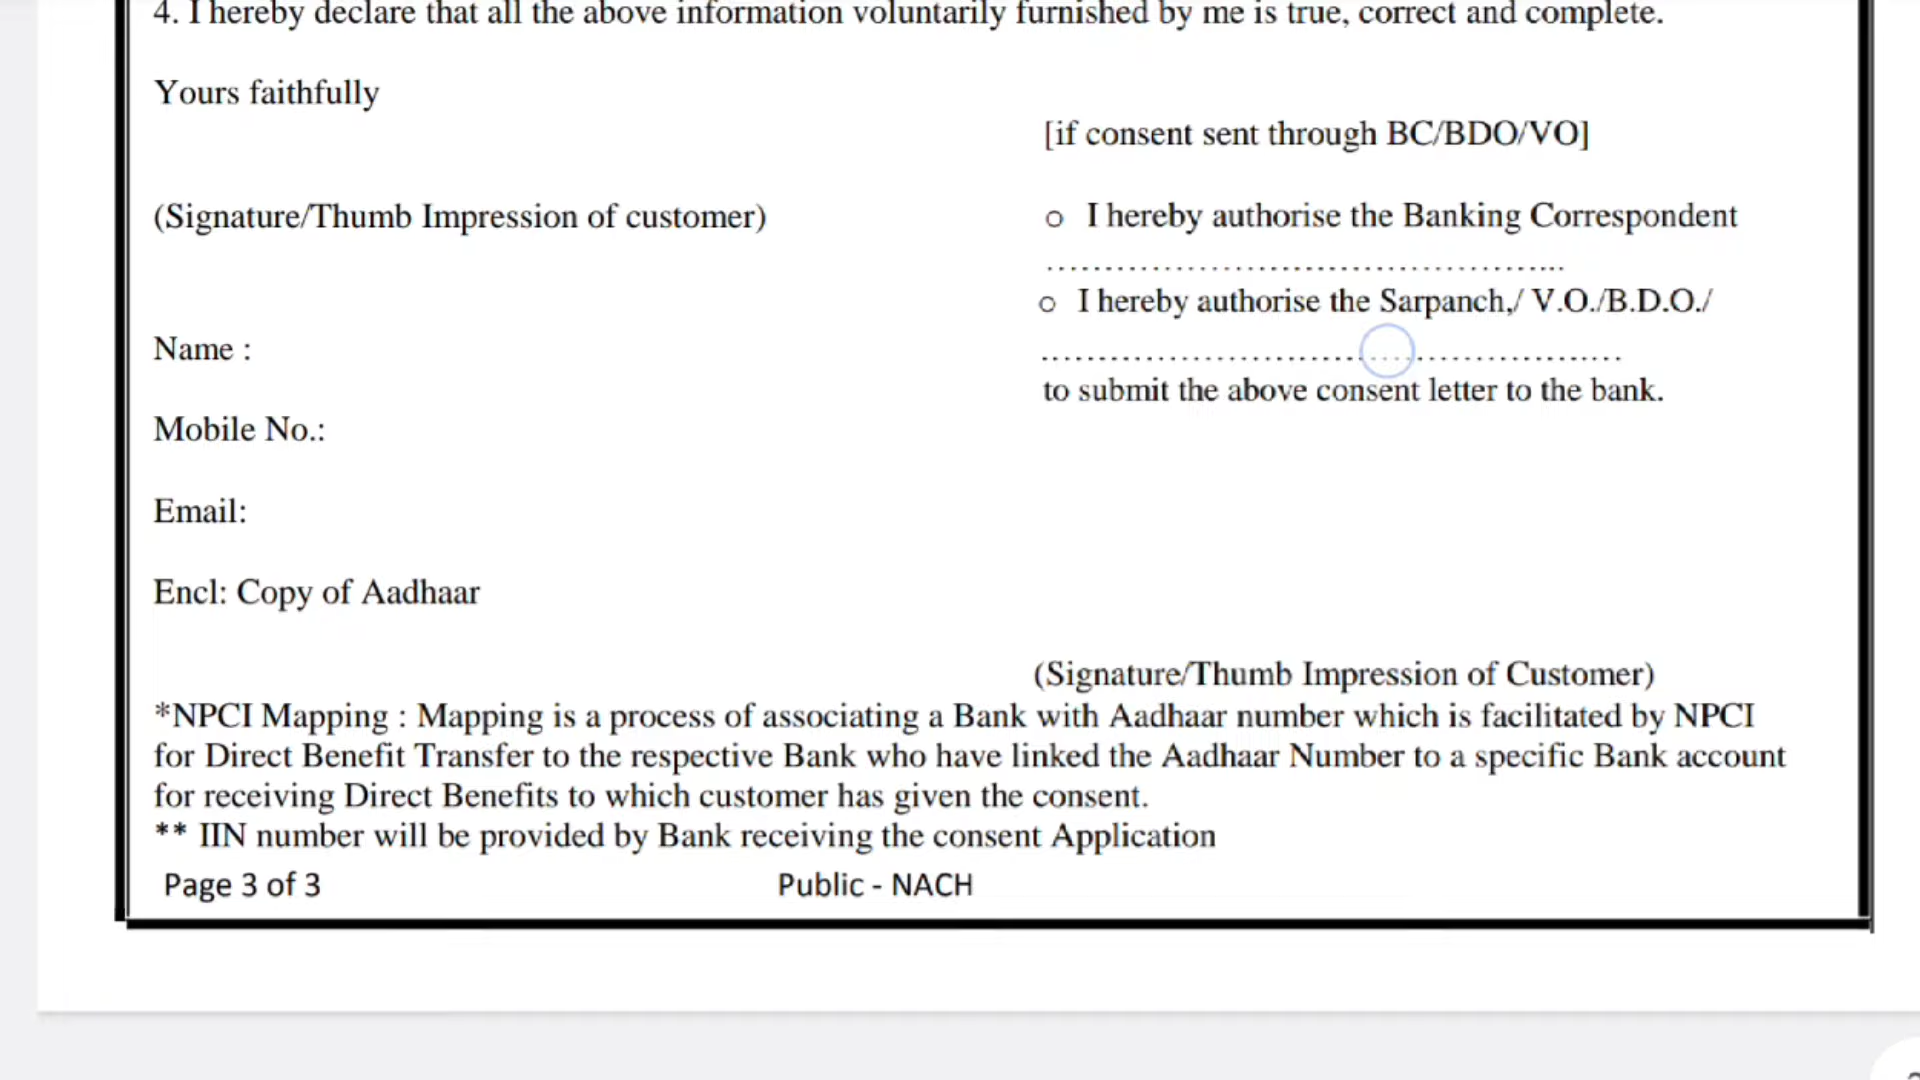 4. I hereby declare that all the above information voluntarily furnished by me is true, correct and complete.
Yours faithfully
[if consent sent through BC/BDO/VO]
(Signature/Thumb Impression of customer)
o I hereby authorise the Banking Correspondent
…………………………………………...
o I hereby authorise the Sarpanch,/ V.O./B.D.O./
Name :
…………………………………………………
to submit the above consent letter to the bank.
Mobile No.:
Email:
Encl: Copy of Aadhaar
(Signature/Thumb Impression of Customer)
*NPCI Mapping : Mapping is a process of associating a Bank with Aadhaar number which is facilitated by NPCI
for Direct Benefit Transfer to the respective Bank who have linked the Aadhaar Number to a specific Bank account
for receiving Direct Benefits to which customer has given the consent.
** IIN number will be provided by Bank receiving the consent Application
Page 3 of 3
Public - NACH